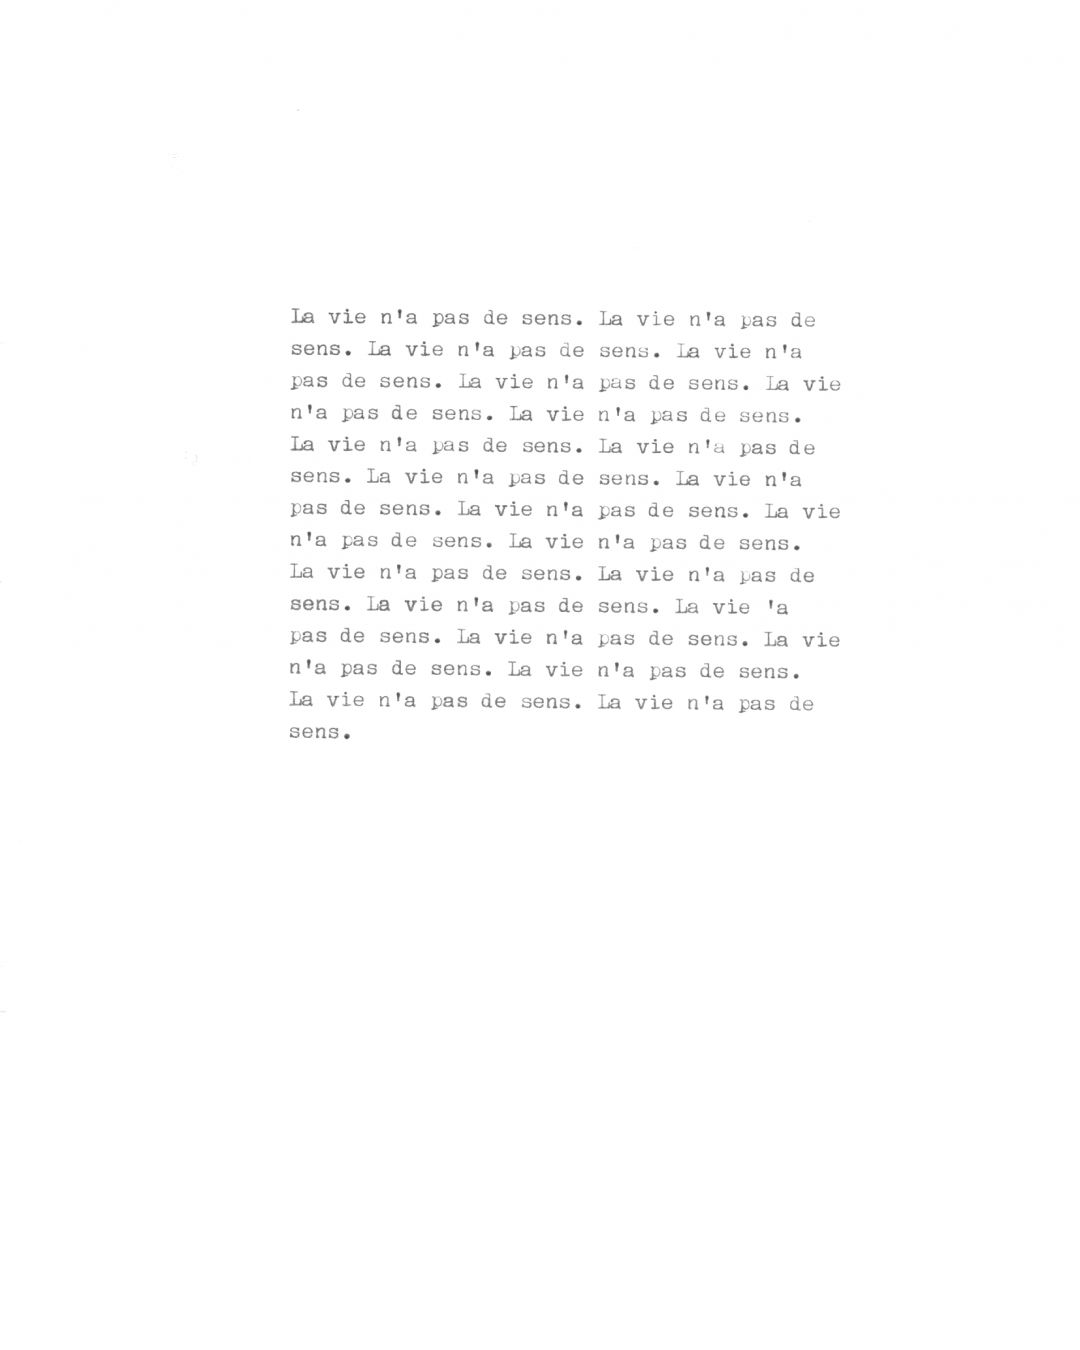 La vie n'a pas de sens. La vie n'a pas de
sens. La vie n'a pas de sens. La vie n'a
pas de sens. La vie n'a pas de sens. La vie
n'a pas de sens. La vie n'a pas de sens.
La vie n'a pas de sens. La vie n'a pas de
sens. La vie n'a pas de sens. La vie n'a
pas de sens. La vie n'a pas de sens. La vie
n'a pas de sens. La vie n'a pas de sens.
La vie n'a pas de sens. La vie n'a pas de
sens. La vie n'a pas de sens. La vie 'a
pas de sens. La vie n'a pas de sens. La vie
n'a pas de sens. La vie n'a pas de sens.
La vie n'a pas de sens. La vie n'a pas de
sens.